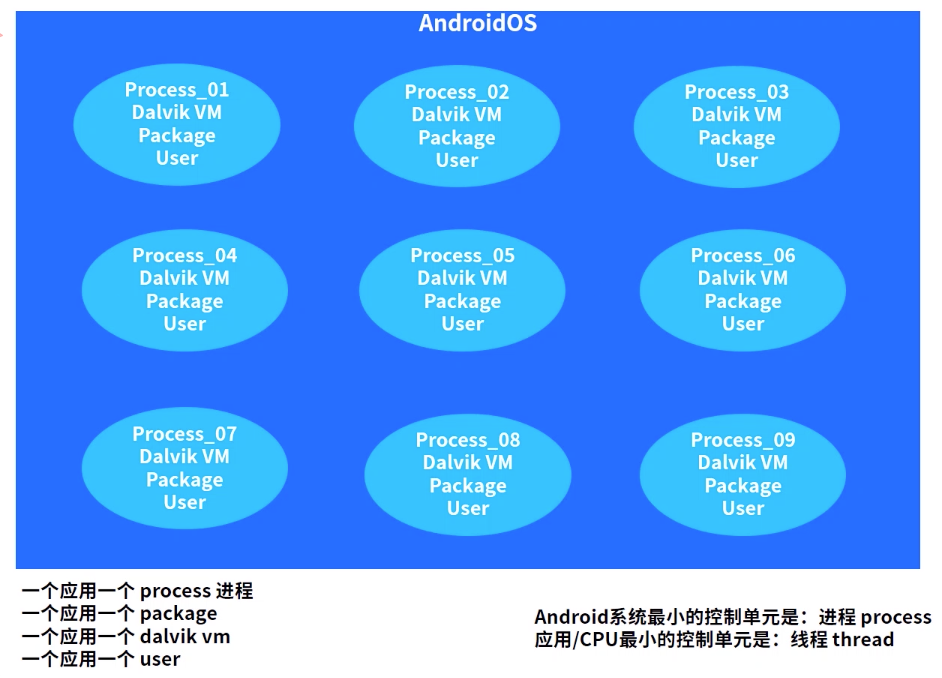 AndroidOS
Process_01
Dalvik VM
Package
User
Process_02
Dalvik VM
Package
User
Process_03
Dalvik VM
Package
User
Process_04
Dalvik VM
Package
User
Process_05
Dalvik VM
Package
User
Process_06
Dalvik VM
Package
User
Process_07
Dalvik VM
Package
User
Process_08
Dalvik VM
Package
User
Process_09
Dalvik VM
Package
User
一个应用一个 process 进程
一个应用一个 package
一个应用一个 dalvik vm
一个应用一个 user
Android系统最小的控制单元是：进程 process
应用/CPU最小的控制单元是：线程 thread